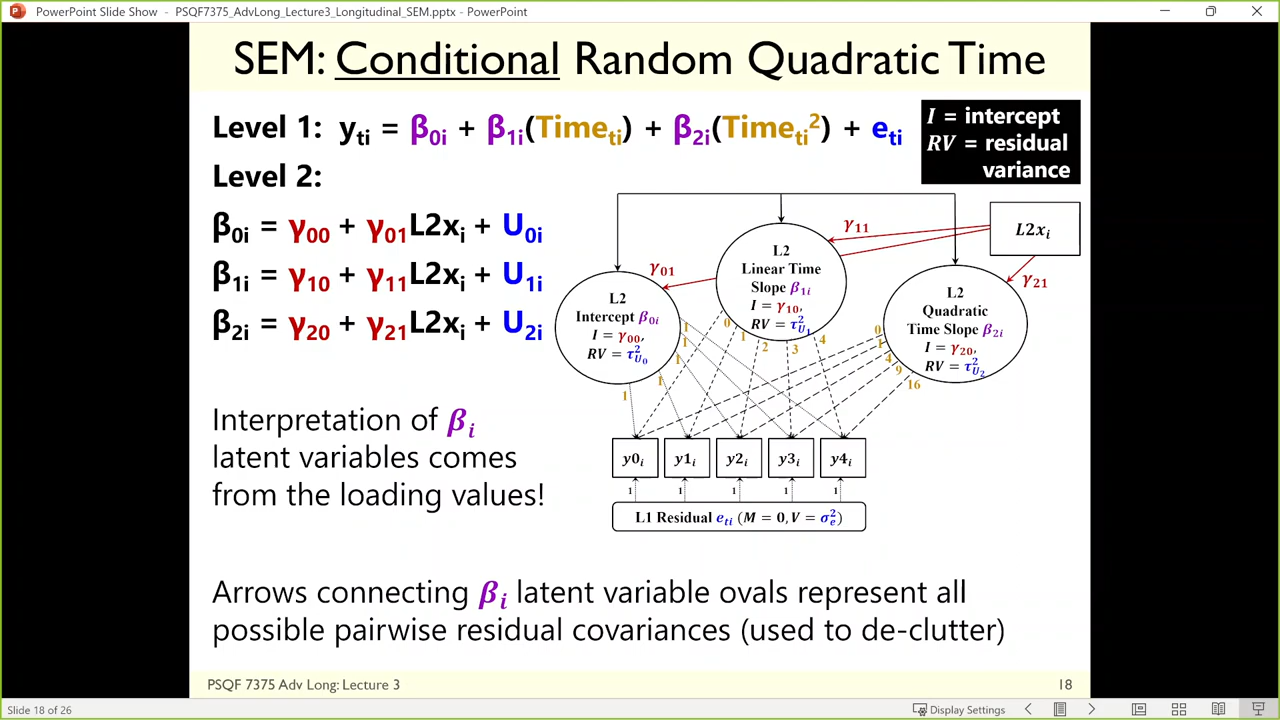 PowerPoint Slide Show - PSQF7375_AdvLong_Lecture3_Longitudinal_SEM.pptx - PowerPoint
SEM: Conditional Random Quadratic Time
Level 1: yti = β0i + β1i(Timeti) + β2i(Timeti²) + eti
I = intercept
RV = residual
variance
Level 2:
β0i = γ00 + γ01L2xi + U0i
β1i = γ10 + γ11L2xi + U1i
β2i = γ20 + γ21L2xi + U2i
L2xi
γ11
γ01
γ21
L2
Linear Time
Slope β1i
I = γ10,
RV = τ²U1
L2
Intercept β0i
I = γ00,
RV = τ²U0
L2
Quadratic
Time Slope β2i
I = γ20,
RV = τ²U2
1 1 1 1 1
0 1 2 3 4
0 1 4 9 16
y0i y1i y2i y3i y4i
1 1 1 1 1
L1 Residual eti (M = 0, V = σ²e)
Interpretation of βi
latent variables comes
from the loading values!
Arrows connecting βi latent variable ovals represent all
possible pairwise residual covariances (used to de-clutter)
PSQF 7375 Adv Long: Lecture 3
18
Slide 18 of 26
Display Settings